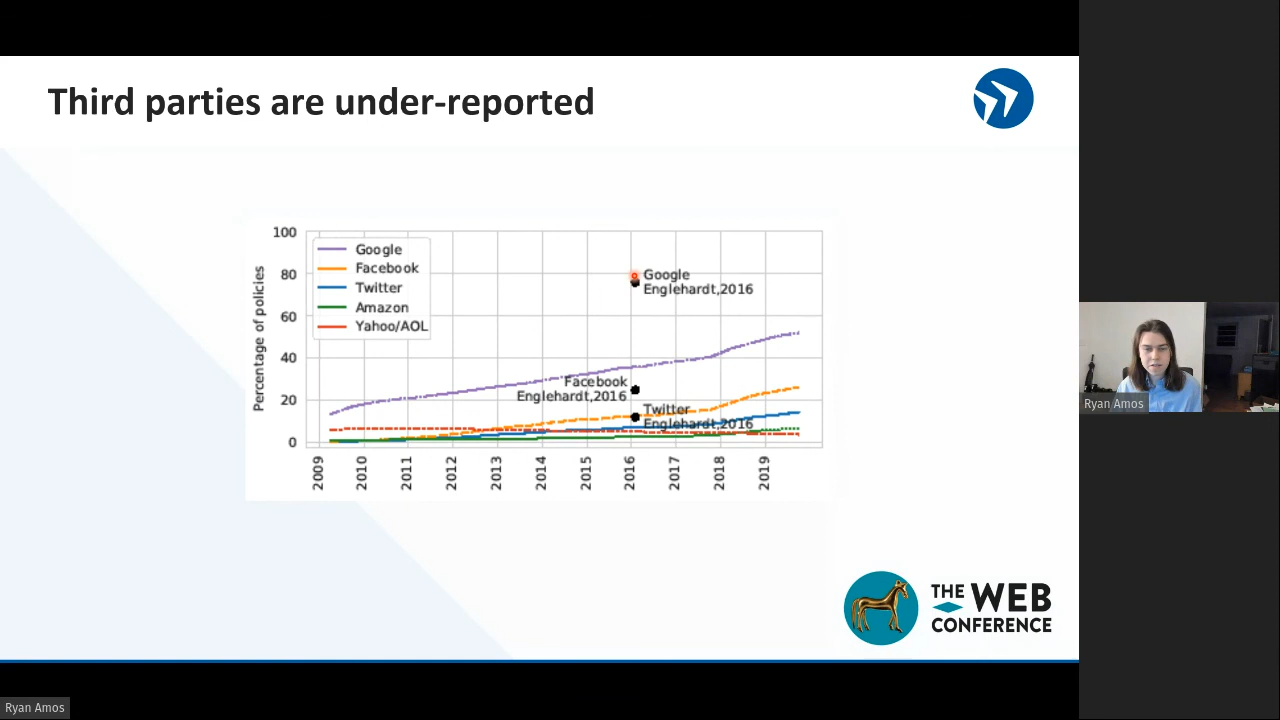 Third parties are under-reported
Percentage of policies
100
80
60
40
20
0
Google
Facebook
Twitter
Amazon
Yahoo/AOL
Google
Englehardt,2016
Facebook
Englehardt,2016
Twitter
Englehardt,2016
2009
2010
2011
2012
2013
2014
2015
2016
2017
2018
2019
THE WEB
CONFERENCE
Ryan Amos
Ryan Amos